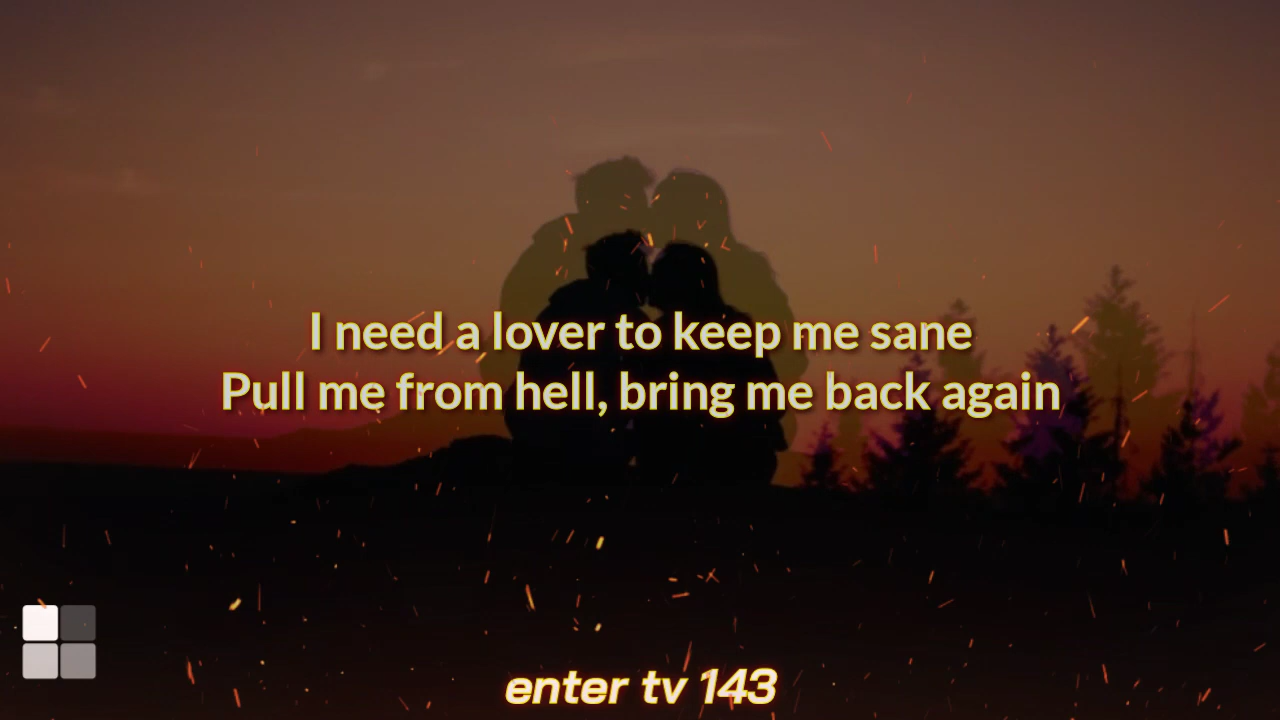 I need a lover to keep me sane
Pull me from hell, bring me back again
enter tv 143